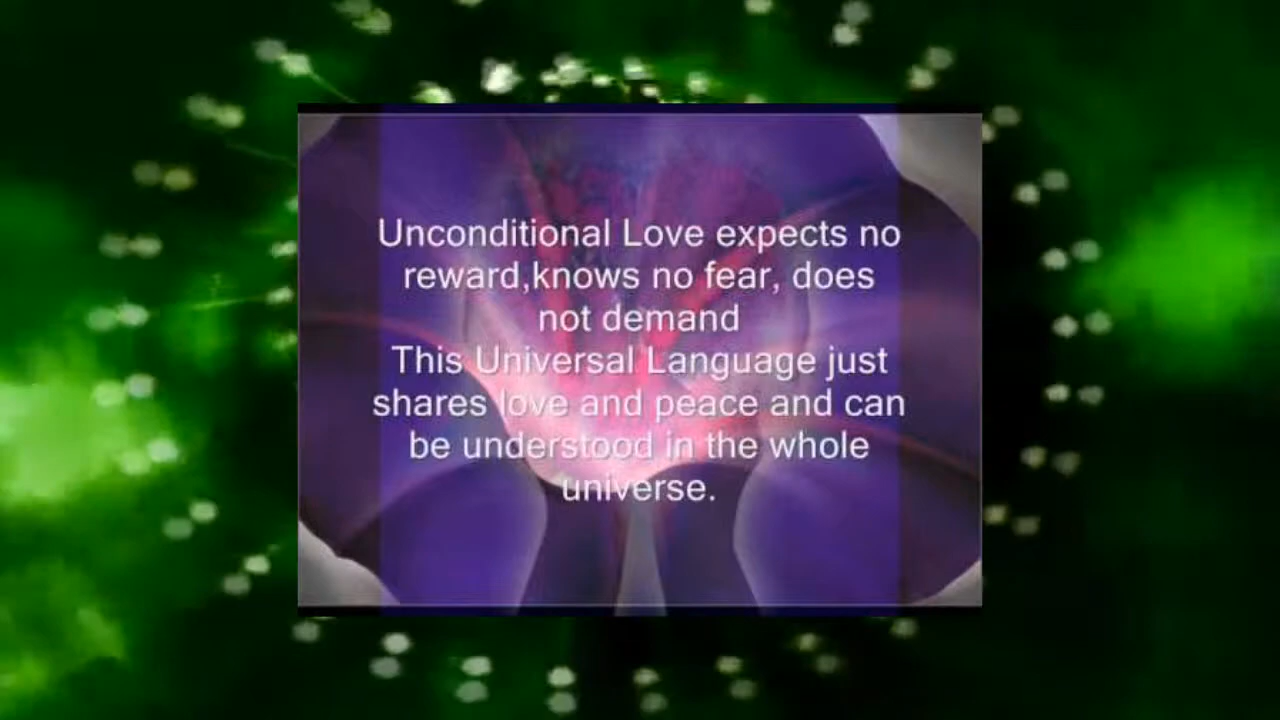 Unconditional Love expects no
reward,knows no fear, does
not demand
This Universal Language just
shares love and peace and can
be understood in the whole
universe.